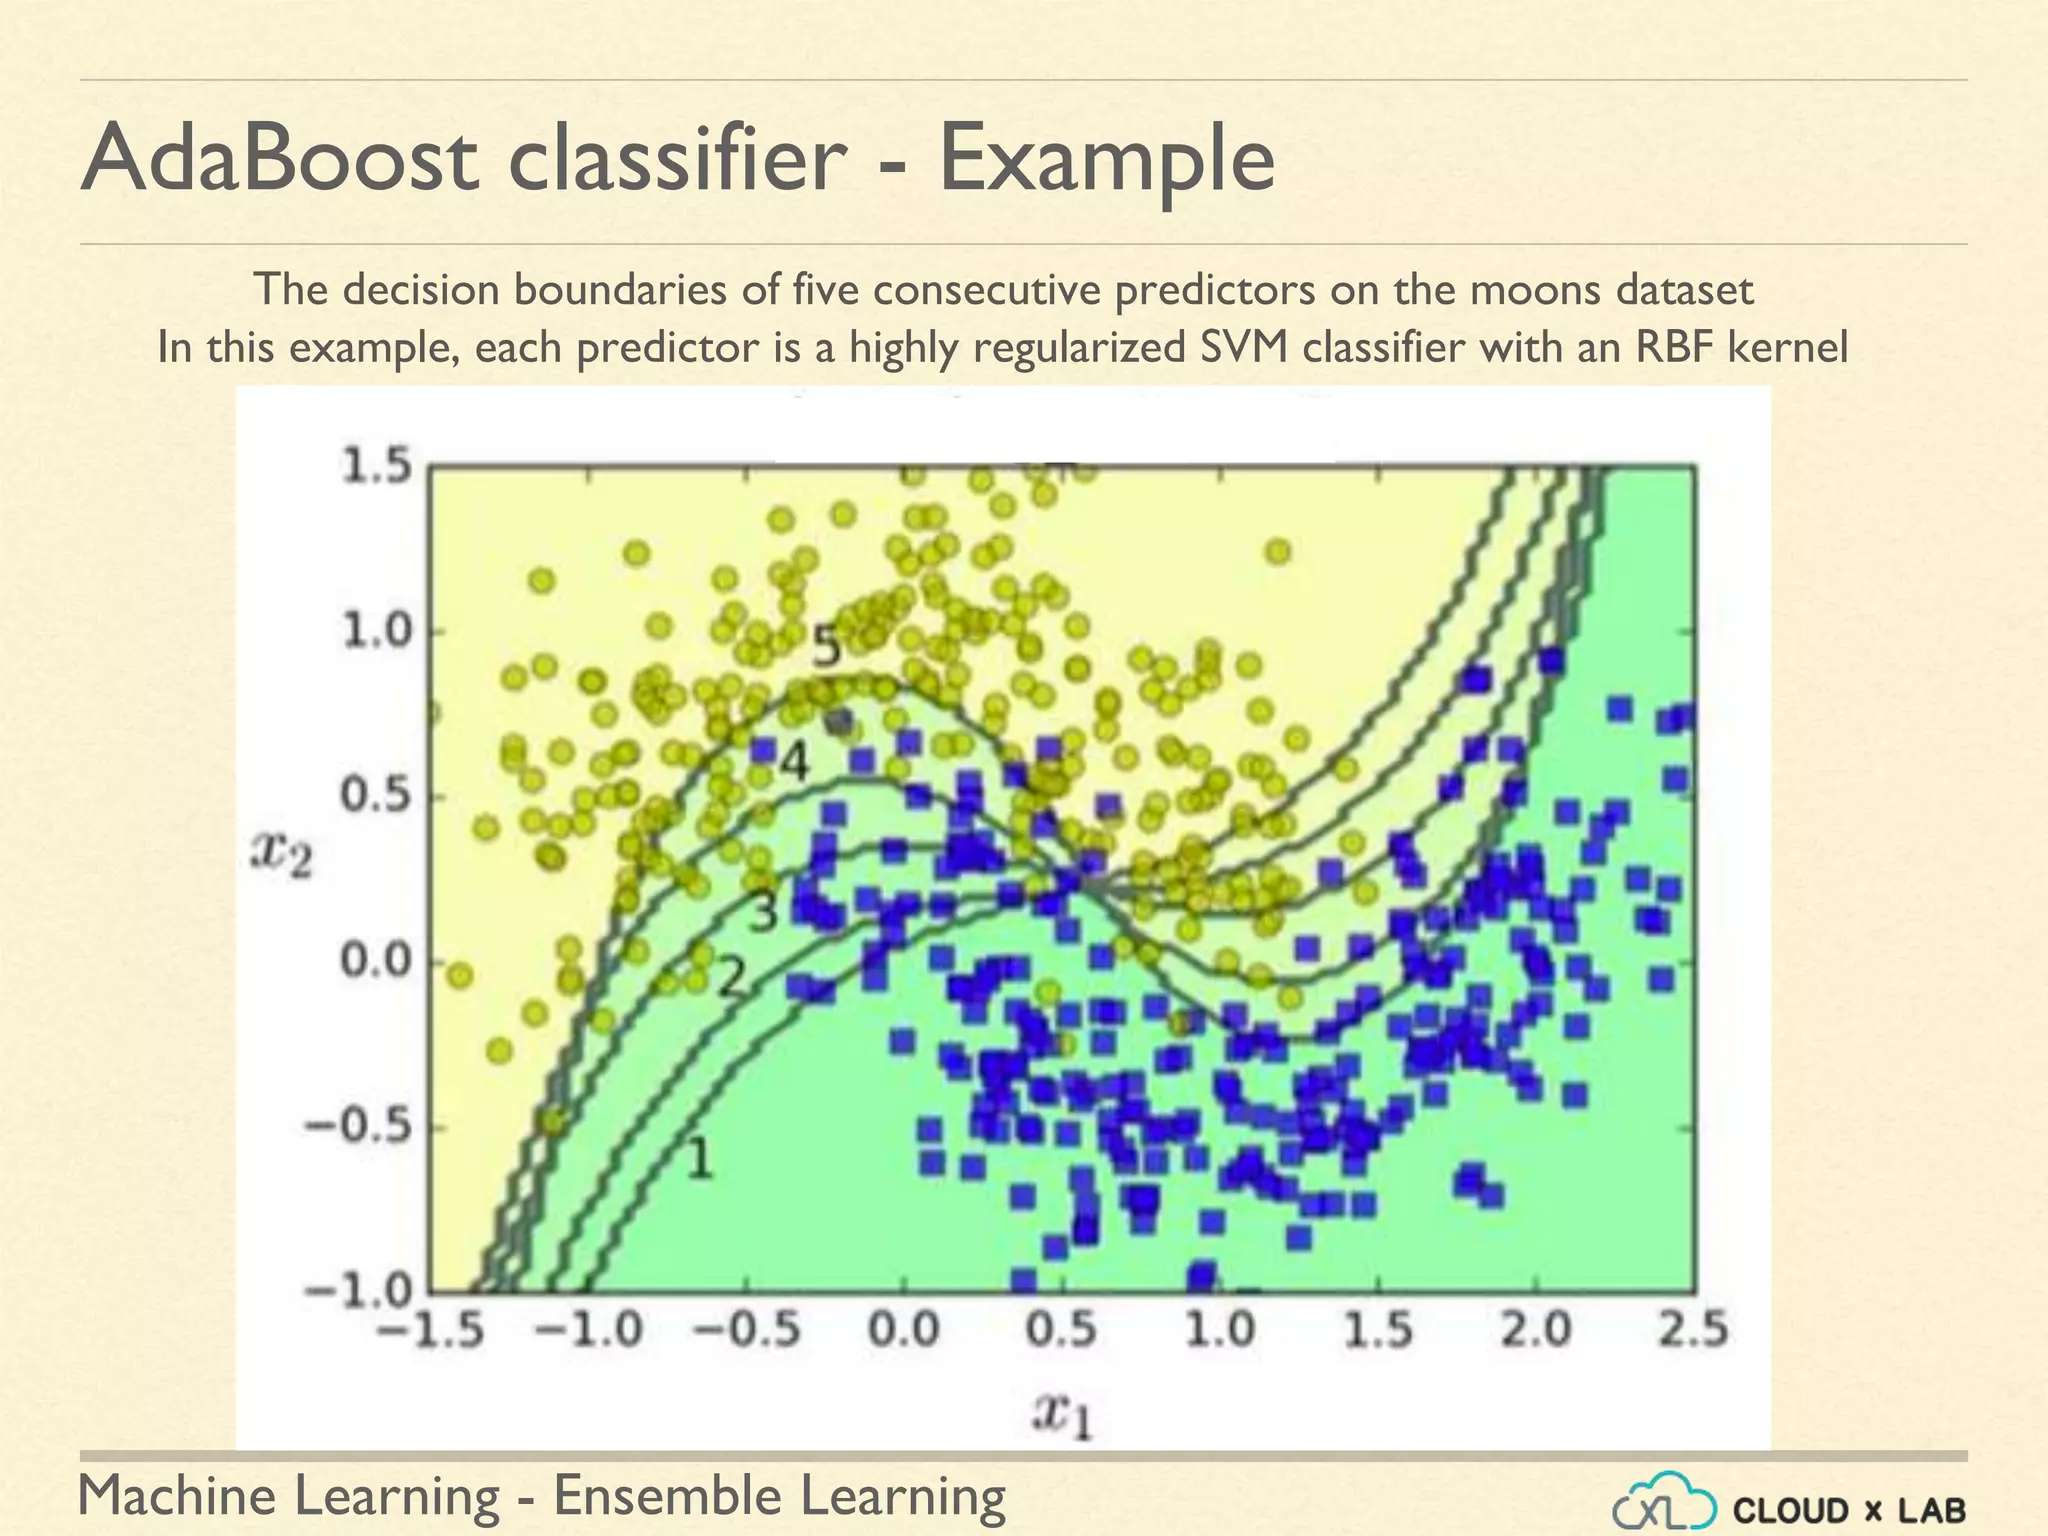 AdaBoost classifier - Example
The decision boundaries of five consecutive predictors on the moons dataset
In this example, each predictor is a highly regularized SVM classifier with an RBF kernel
1.5
1.0
0.5
0.0
−0.5
−1.0
x₂
5
4
3
2
1
−1.5 −1.0 −0.5 0.0 0.5 1.0 1.5 2.0 2.5
x₁
Machine Learning - Ensemble Learning
XL CLOUD x LAB